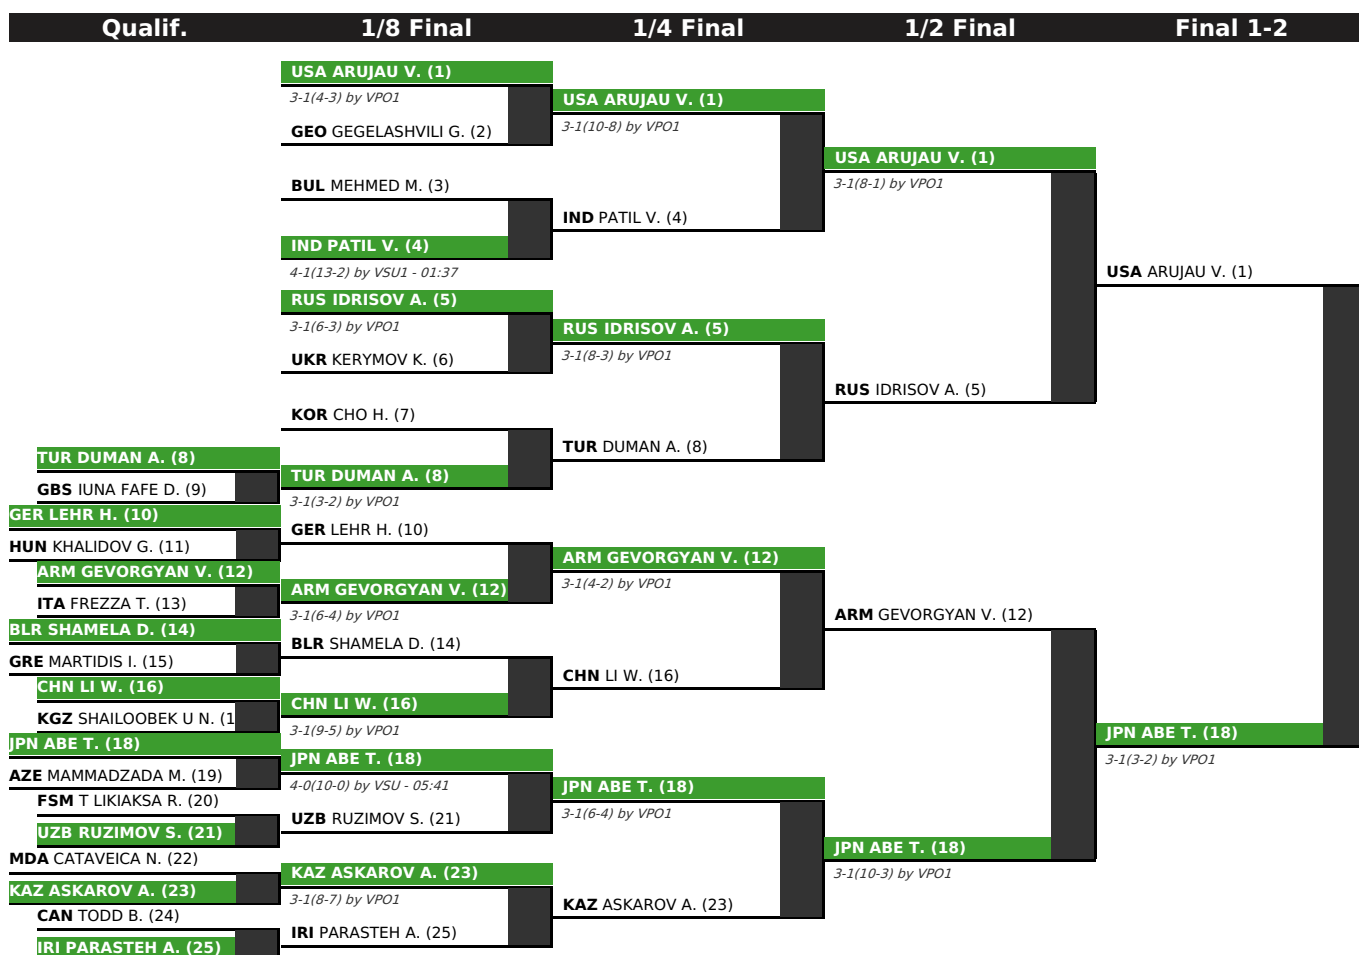 Qualif. 1/8 Final 1/4 Final 1/2 Final Final 1-2
TUR DUMAN A. (8)
GBS IUNA FAFE D. (9)
GER LEHR H. (10)
HUN KHALIDOV G. (11)
ARM GEVORGYAN V. (12)
ITA FREZZA T. (13)
BLR SHAMELA D. (14)
GRE MARTIDIS I. (15)
CHN LI W. (16)
KGZ SHAILOOBEK U N. (1
JPN ABE T. (18)
AZE MAMMADZADA M. (19)
FSM T LIKIAKSA R. (20)
UZB RUZIMOV S. (21)
MDA CATAVEICA N. (22)
KAZ ASKAROV A. (23)
CAN TODD B. (24)
IRI PARASTEH A. (25)
USA ARUJAU V. (1)
3-1(4-3) by VPO1
GEO GEGELASHVILI G. (2)
BUL MEHMED M. (3)
IND PATIL V. (4)
4-1(13-2) by VSU1 - 01:37
RUS IDRISOV A. (5)
3-1(6-3) by VPO1
UKR KERYMOV K. (6)
KOR CHO H. (7)
TUR DUMAN A. (8)
3-1(3-2) by VPO1
GER LEHR H. (10)
ARM GEVORGYAN V. (12)
3-1(6-4) by VPO1
BLR SHAMELA D. (14)
CHN LI W. (16)
3-1(9-5) by VPO1
JPN ABE T. (18)
4-0(10-0) by VSU - 05:41
UZB RUZIMOV S. (21)
KAZ ASKAROV A. (23)
3-1(8-7) by VPO1
IRI PARASTEH A. (25)
USA ARUJAU V. (1)
3-1(10-8) by VPO1
IND PATIL V. (4)
RUS IDRISOV A. (5)
3-1(8-3) by VPO1
TUR DUMAN A. (8)
ARM GEVORGYAN V. (12)
3-1(4-2) by VPO1
CHN LI W. (16)
JPN ABE T. (18)
3-1(6-4) by VPO1
KAZ ASKAROV A. (23)
USA ARUJAU V. (1)
3-1(8-1) by VPO1
RUS IDRISOV A. (5)
ARM GEVORGYAN V. (12)
JPN ABE T. (18)
3-1(10-3) by VPO1
USA ARUJAU V. (1)
JPN ABE T. (18)
3-1(3-2) by VPO1